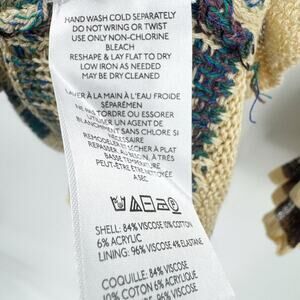 HAND WASH COLD SEPARATELY
DO NOT WRING OR TWIST
USE ONLY NON-CHLORINE
BLEACH
RESHAPE & LAY FLAT TO DRY
LOW IRON AS NEEDED
MAY BE DRY CLEANED
LAVER À LA MAIN À L'EAU FROIDE
SÉPARÉMEN
NE PAS TORDRE OU ESSORER
UTILISER UN AGENT DE
BLANCHIMENT SANS CHLORE SI
NÉCESSAIRE
REMODELER ET SÉCHER À PLAT
REPASSER, AU BESOIN, À TRÈS
BASSE TEMPÉRATURE
PEUT-ÊTRE ÊTRE NETTOYÉE
À SEC
SHELL: 84% VISCOSE 10% COTTON
6% ACRYLIC
LINING: 96% VISCOSE 4% ELASTANE
COQUILLE: 84% VISCOSE
10% COTON 6% ACRYLIQUE
96% VISCOSE